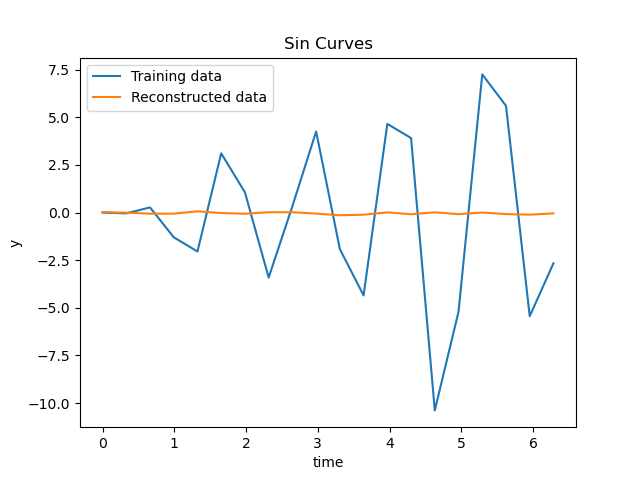 Sin Curves
Training data
Reconstructed data
7.5
5.0
2.5
0.0
−2.5
−5.0
−7.5
−10.0
y
0 1 2 3 4 5 6
time